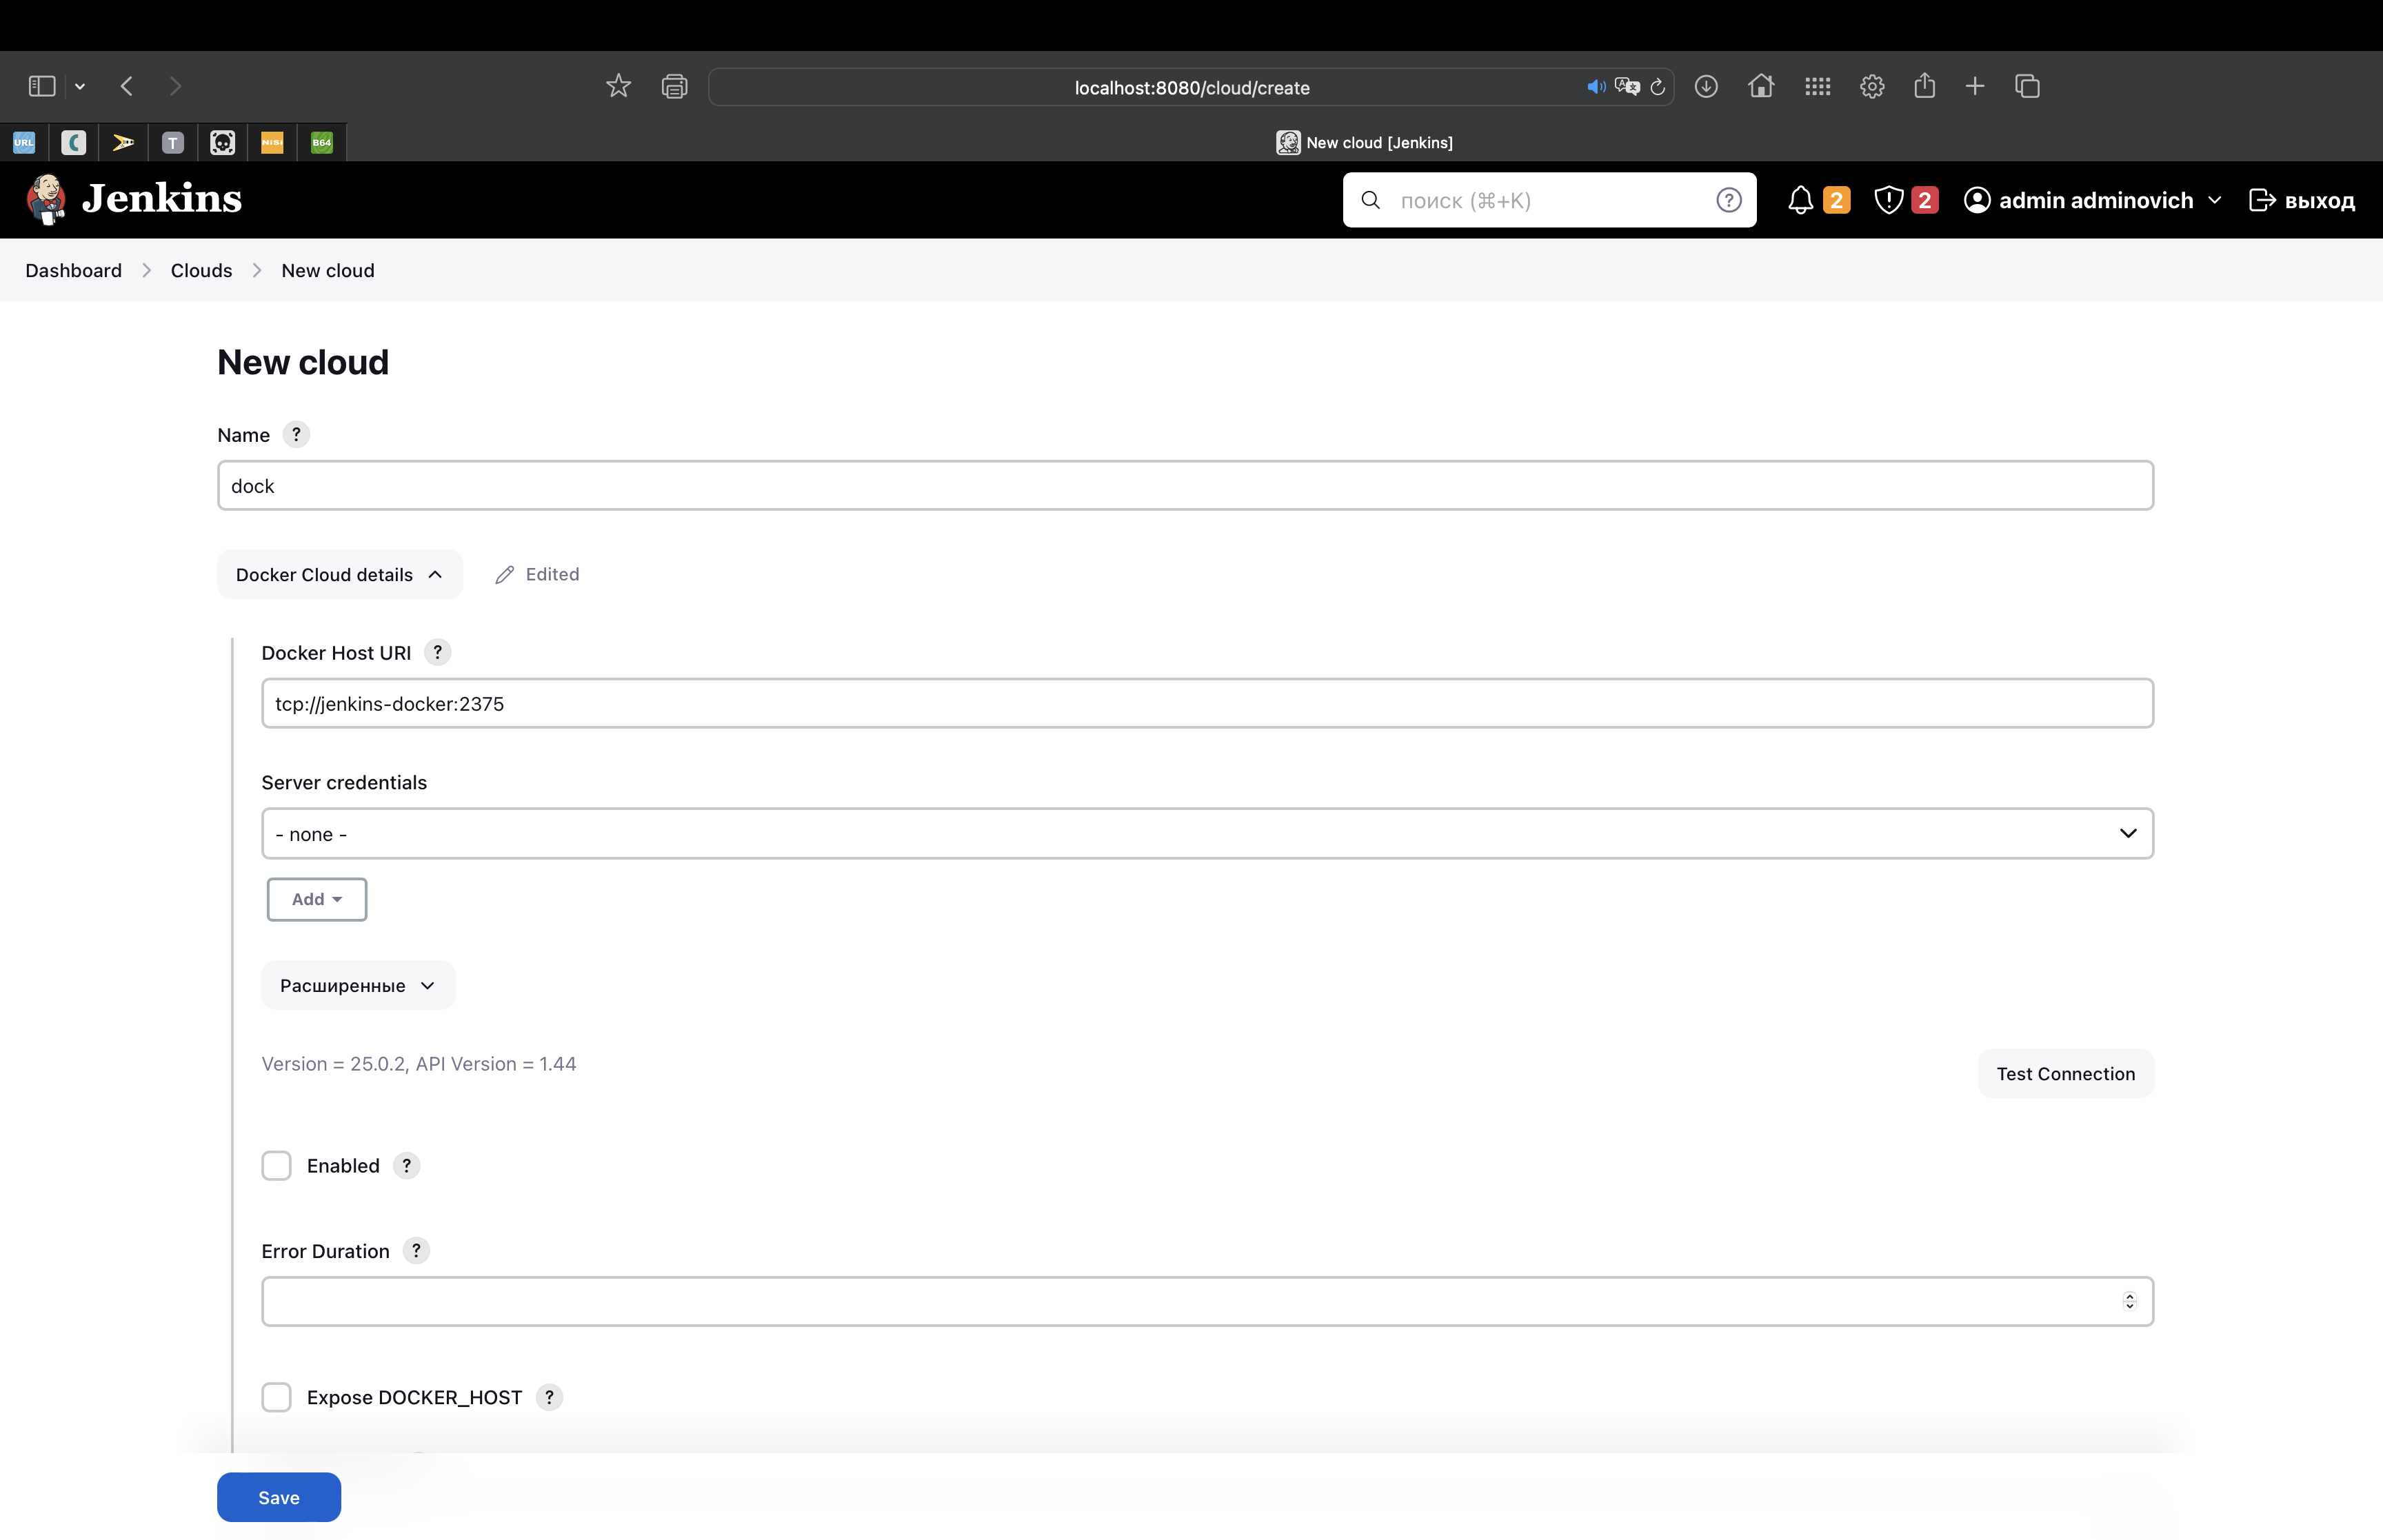 localhost:8080/cloud/create
URL
T
NiSi
B64
New cloud [Jenkins]
Jenkins
поиск (⌘+K)
?
2
2
admin adminovich
выход
Dashboard
Clouds
New cloud
New cloud
Name ?
dock
Docker Cloud details
Edited
Docker Host URI ?
tcp://jenkins-docker:2375
Server credentials
- none -
Add
Расширенные
Version = 25.0.2, API Version = 1.44
Test Connection
Enabled ?
Error Duration ?
Expose DOCKER_HOST ?
Save